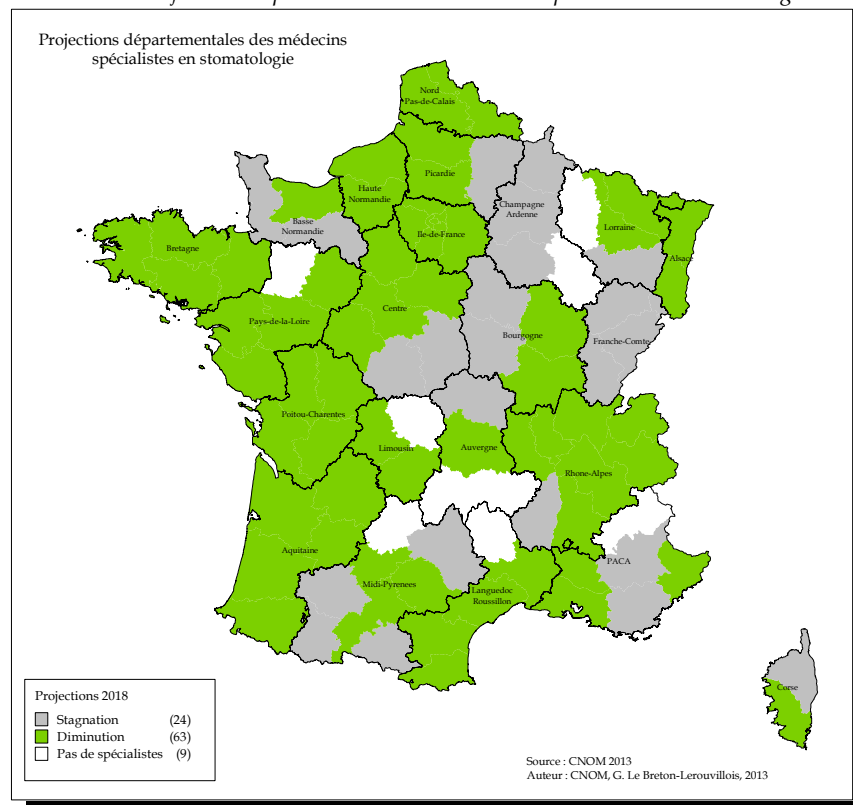 Projections départementales des médecins
spécialistes en stomatologie
Nord
Pas-de-Calais
Picardie
Haute
Normandie
Champagne
Ardenne
Basse
Normandie
Ile-de-France
Lorraine
Alsace
Bretagne
Pays-de-la-Loire
Centre
Bourgogne
Franche-Comte
Poitou-Charentes
Limousin
Auvergne
Rhone-Alpes
Aquitaine
Midi-Pyrenees
Languedoc
Roussillon
PACA
Corse
Projections 2018
Stagnation (24)
Diminution (63)
Pas de spécialistes (9)
Source : CNOM 2013
Auteur : CNOM, G. Le Breton-Lerouvillois, 2013